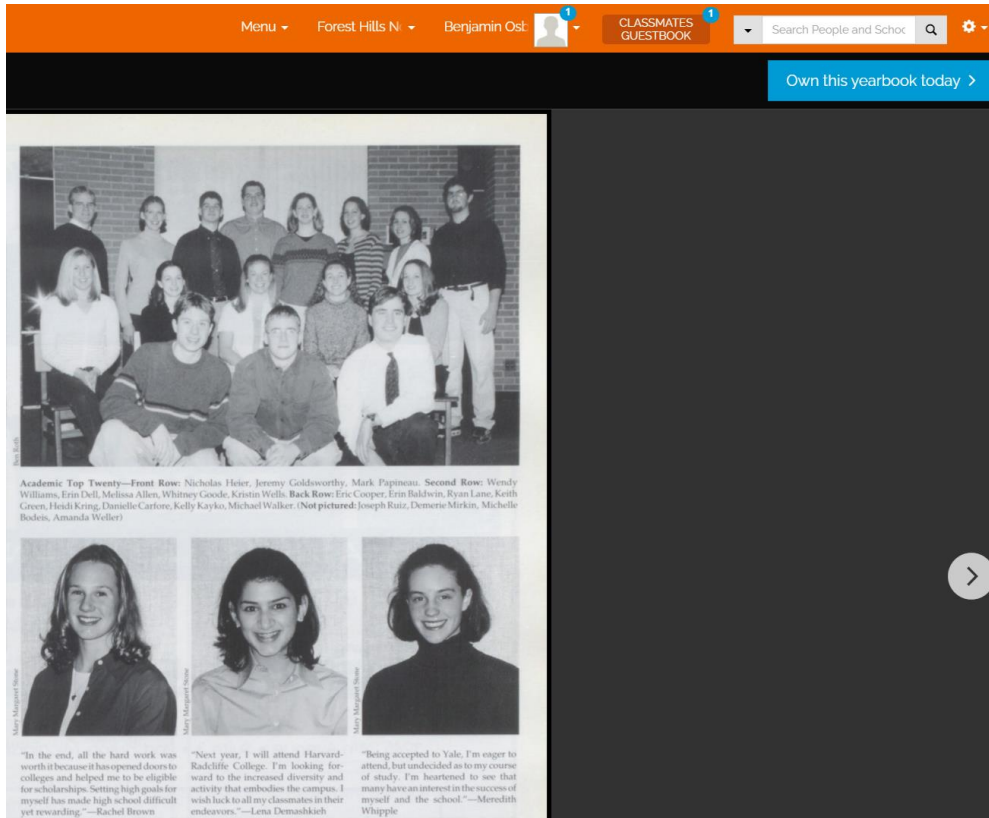 Menu
Forest Hills No
Benjamin Osb
1
CLASSMATES
GUESTBOOK
1
Search People and Schoc
Own this yearbook today >
Ben Roth
Academic Top Twenty—Front Row: Nicholas Heier, Jeremy Goldsworthy, Mark Papineau. Second Row: Wendy
Williams, Erin Dell, Melissa Allen, Whitney Goode, Kristin Wells. Back Row: Eric Cooper, Erin Baldwin, Ryan Lane, Keith
Green, Heidi Kring, Danielle Carfore, Kelly Kayko, Michael Walker. (Not pictured: Joseph Ruiz, Demerie Mirkin, Michelle
Bodeis, Amanda Weller)
Mary Margaret Stone
Mary Margaret Stone
Mary Margaret Stone
"In the end, all the hard work was
worth it because it has opened doors to
colleges and helped me to be eligible
for scholarships. Setting high goals for
myself has made high school difficult
yet rewarding."—Rachel Brown
"Next year, I will attend Harvard-
Radcliffe College. I'm looking for-
ward to the increased diversity and
activity that embodies the campus. I
wish luck to all my classmates in their
endeavors."—Lena Demashkieh
"Being accepted to Yale, I'm eager to
attend, but undecided as to my course
of study. I'm heartened to see that
many have an interest in the success of
myself and the school."—Meredith
Whipple